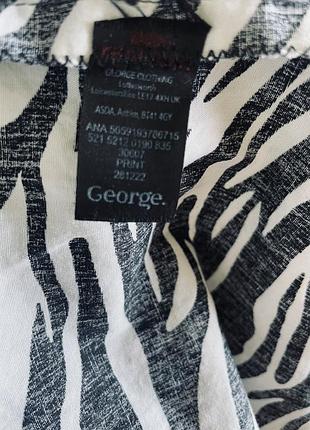 GEORGE CLOTHING
Lutterworth
Leicestershire LE17 4XH UK
ASDA, Antrim, BT41 4GY
ANA 5059193786715
521 5212 0190 835
30007
PRINT
281222
George.